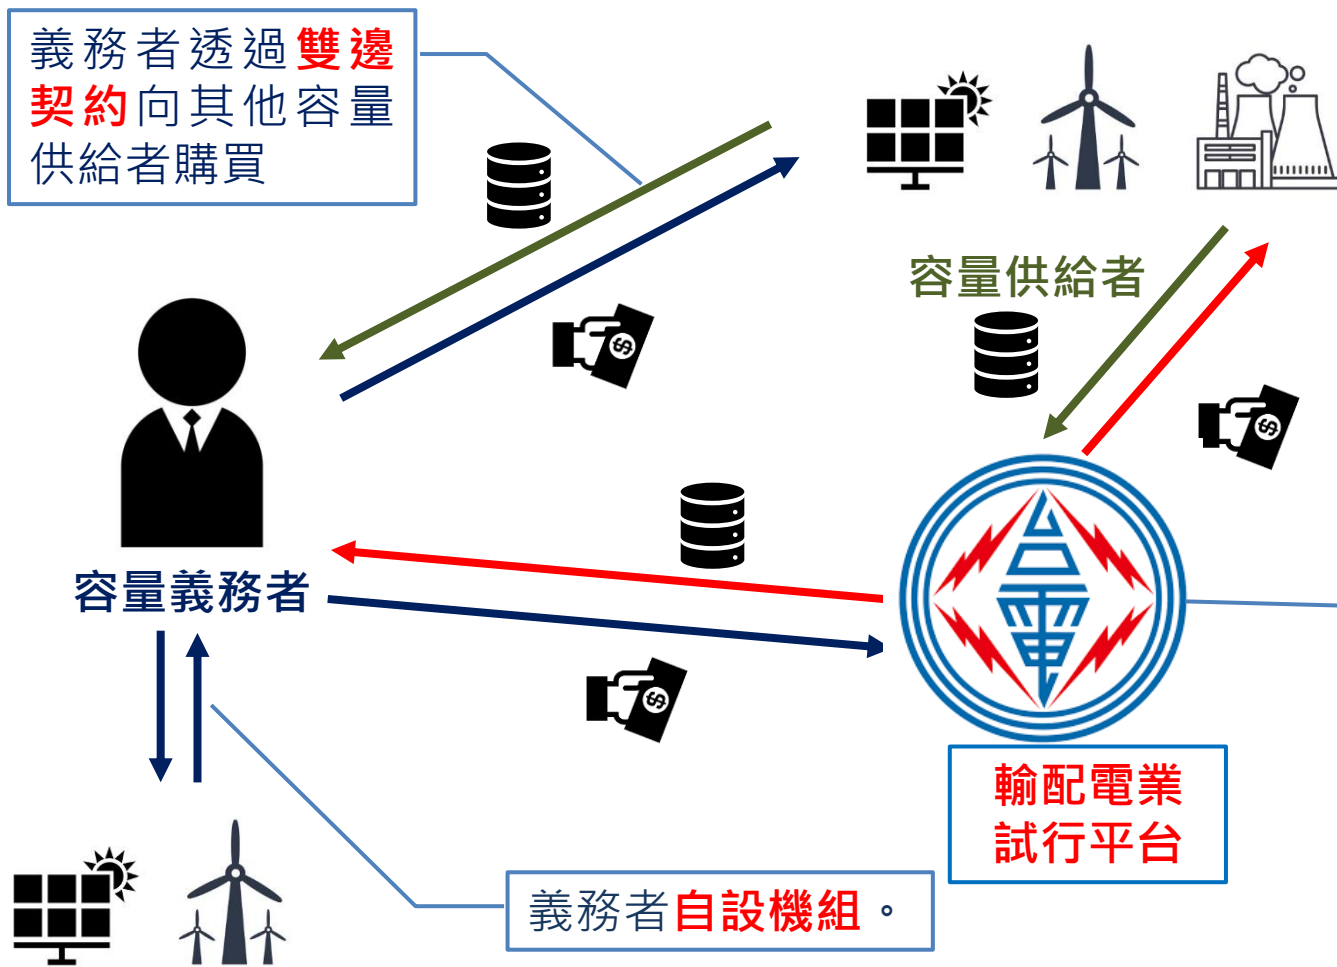 義務者透過雙邊
契約向其他容量
供給者購買
容量供給者
容量義務者
台電
輸配電業
試行平台
義務者自設機組。